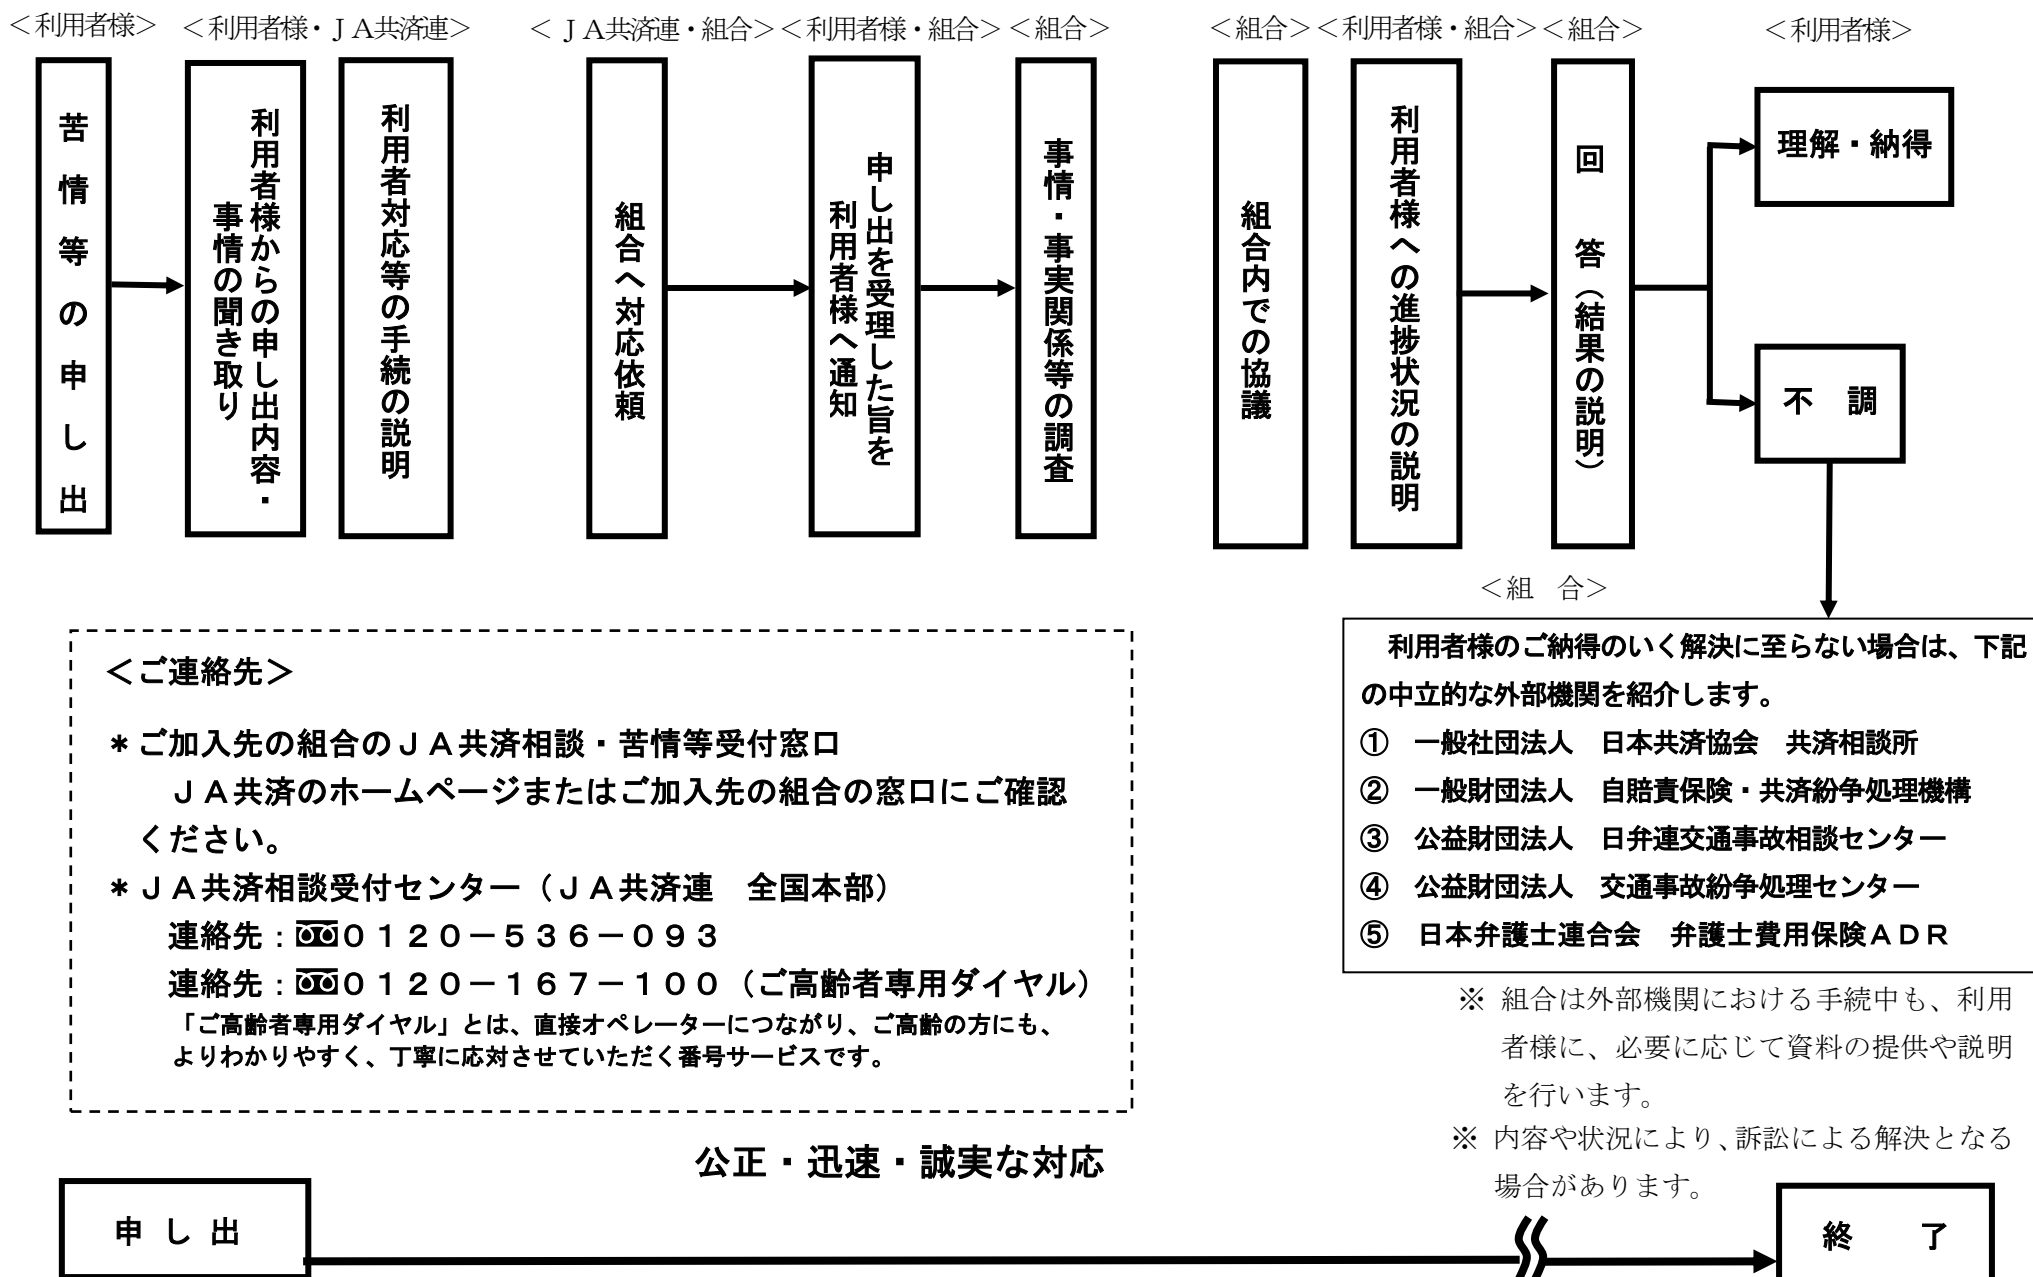 ＜利用者様＞　＜利用者様・ＪＡ共済連＞　＜ＪＡ共済連・組合＞＜利用者様・組合＞＜組合＞　＜組合＞＜利用者様・組合＞＜組合＞　＜利用者様＞
苦情等の申し出
利用者様からの申し出内容・
事情の聞き取り
利用者対応等の手続の説明
組合へ対応依頼
申し出を受理した旨を
利用者様へ通知
事情・事実関係等の調査
組合内での協議
利用者様への進捗状況の説明
回　答（結果の説明）
理解・納得
不　調
＜組　合＞
利用者様のご納得のいく解決に至らない場合は、下記
の中立的な外部機関を紹介します。
①　一般社団法人　日本共済協会　共済相談所
②　一般財団法人　自賠責保険・共済紛争処理機構
③　公益財団法人　日弁連交通事故相談センター
④　公益財団法人　交通事故紛争処理センター
⑤　日本弁護士連合会　弁護士費用保険ＡＤＲ
※ 組合は外部機関における手続中も、利用
者様に、必要に応じて資料の提供や説明
を行います。
※ 内容や状況により、訴訟による解決となる
場合があります。
＜ご連絡先＞
＊ご加入先の組合のＪＡ共済相談・苦情等受付窓口
ＪＡ共済のホームページまたはご加入先の組合の窓口にご確認
ください。
＊ＪＡ共済相談受付センター（ＪＡ共済連　全国本部）
連絡先：０１２０－５３６－０９３
連絡先：０１２０－１６７－１００（ご高齢者専用ダイヤル）
「ご高齢者専用ダイヤル」とは、直接オペレーターにつながり、ご高齢の方にも、
よりわかりやすく、丁寧に応対させていただく番号サービスです。
公正・迅速・誠実な対応
申し出
終　了